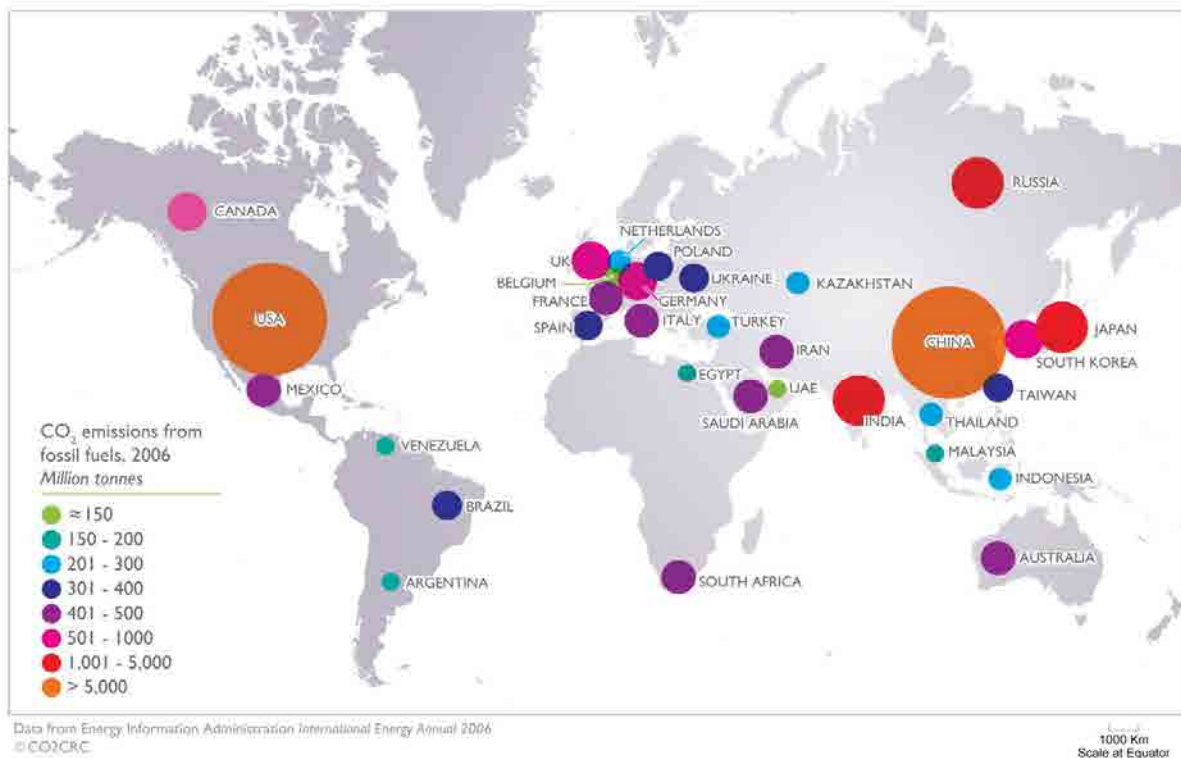 RUSSIA
CANADA
NETHERLANDS
UK
POLAND
BELGIUM
UKRAINE
KAZAKHSTAN
FRANCE
GERMANY
USA
SPAIN
ITALY
TURKEY
CHINA
JAPAN
IRAN
SOUTH KOREA
MEXICO
EGYPT
UAE
TAIWAN
SAUDI ARABIA
INDIA
THAILAND
CO₂ emissions from
fossil fuels, 2006
Million tonnes
≈150
150 - 200
201 - 300
301 - 400
401 - 500
501 - 1000
1,001 - 5,000
> 5,000
VENEZUELA
MALAYSIA
INDONESIA
BRAZIL
AUSTRALIA
ARGENTINA
SOUTH AFRICA
Data from Energy Information Administration International Energy Annual 2006
© CO2CRC
1000 Km
Scale at Equator